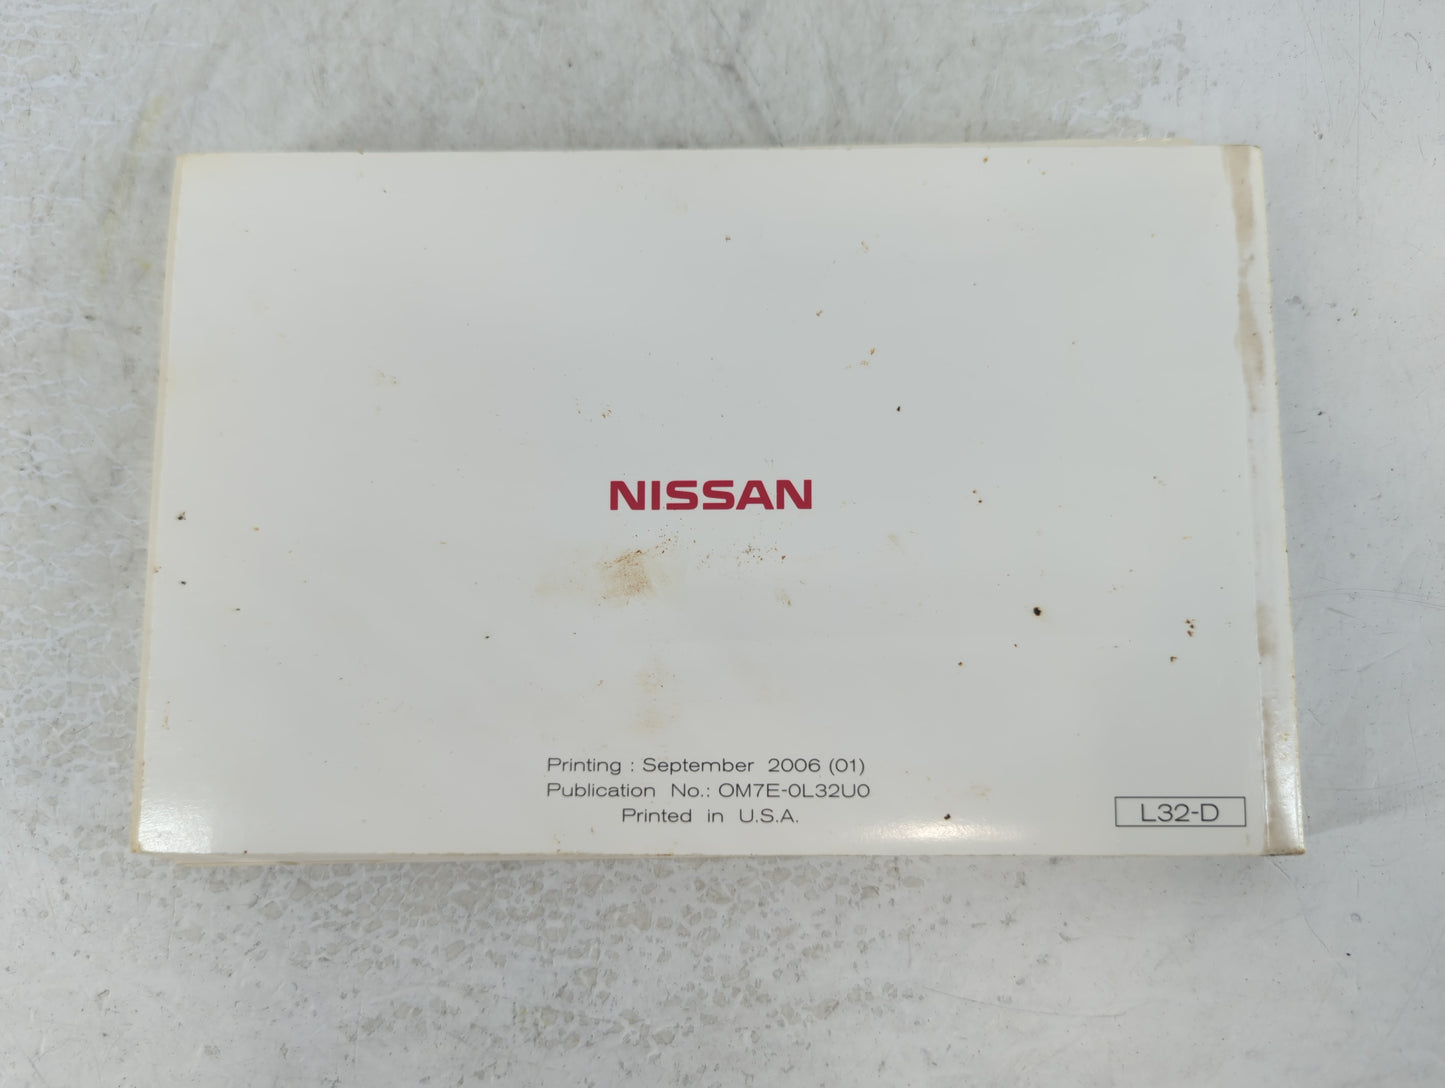 NISSAN
Printing : September 2006 (01)
Publication No.: OM7E-0L32U0
Printed in U.S.A.
L32-D